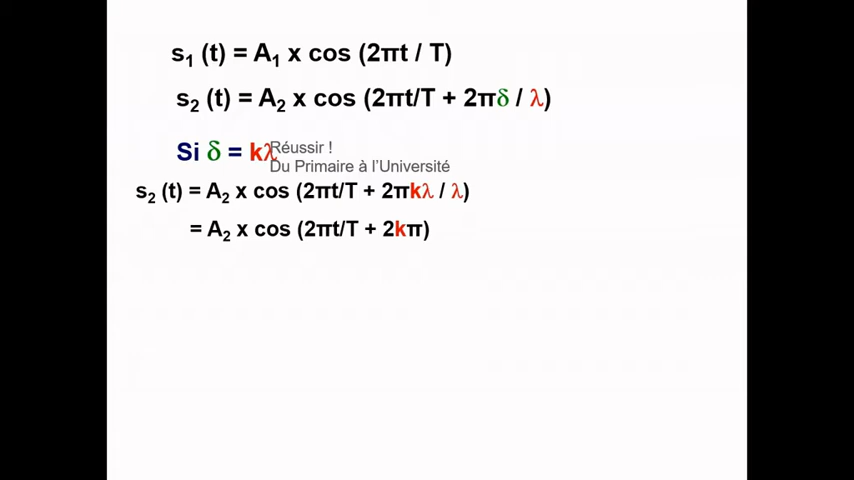 s₁ (t) = A₁ x cos (2πt / T)
s₂ (t) = A₂ x cos (2πt/T + 2πδ / λ)
Si δ = kλ
Réussir !
Du Primaire à l’Université
s₂ (t) = A₂ x cos (2πt/T + 2πkλ / λ)
= A₂ x cos (2πt/T + 2kπ)